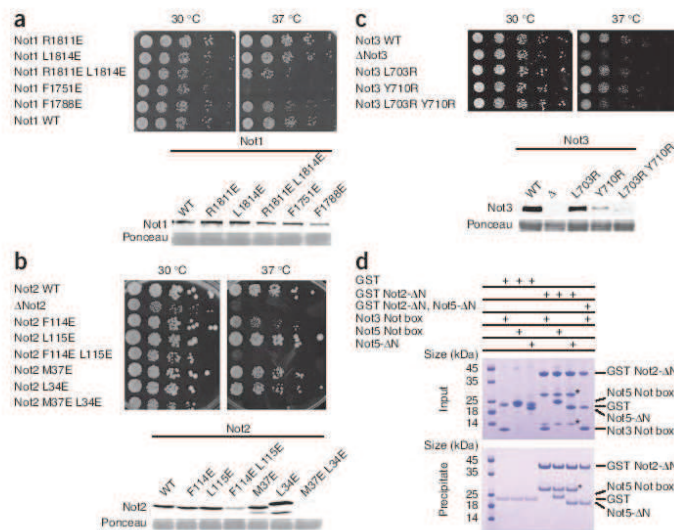 a
30 °C 37 °C
Not1 R1811E
Not1 L1814E
Not1 R1811E L1814E
Not1 F1751E
Not1 F1788E
Not1 WT
Not1
WT R1811E L1814E R1811E L1814E F1751E F1788E
Not1
Ponceau
b
30 °C 37 °C
Not2 WT
ΔNot2
Not2 F114E
Not2 L115E
Not2 F114E L115E
Not2 M37E
Not2 L34E
Not2 M37E L34E
Not2
WT F114E L115E F114E L115E M37E L34E M37E L34E
Not2
Ponceau
c
30 °C 37 °C
Not3 WT
ΔNot3
Not3 L703R
Not3 Y710R
Not3 L703R Y710R
Not3
WT Δ L703R Y710R L703R Y710R
Not3
Ponceau
d
GST + + +
GST Not2-ΔN + + +
GST Not2-ΔN, Not5-ΔN +
Not3 Not box + + +
Not5 Not box + +
Not5-ΔN + +
Size (kDa)
45
35
25
18
14
Input
GST Not2-ΔN
*
Not5 Not box
GST
Not5-ΔN
*
Not3 Not box
Size (kDa)
45
35
25
18
14
Precipitate
GST Not2-ΔN
Not5 Not box
*
GST
Not5-ΔN